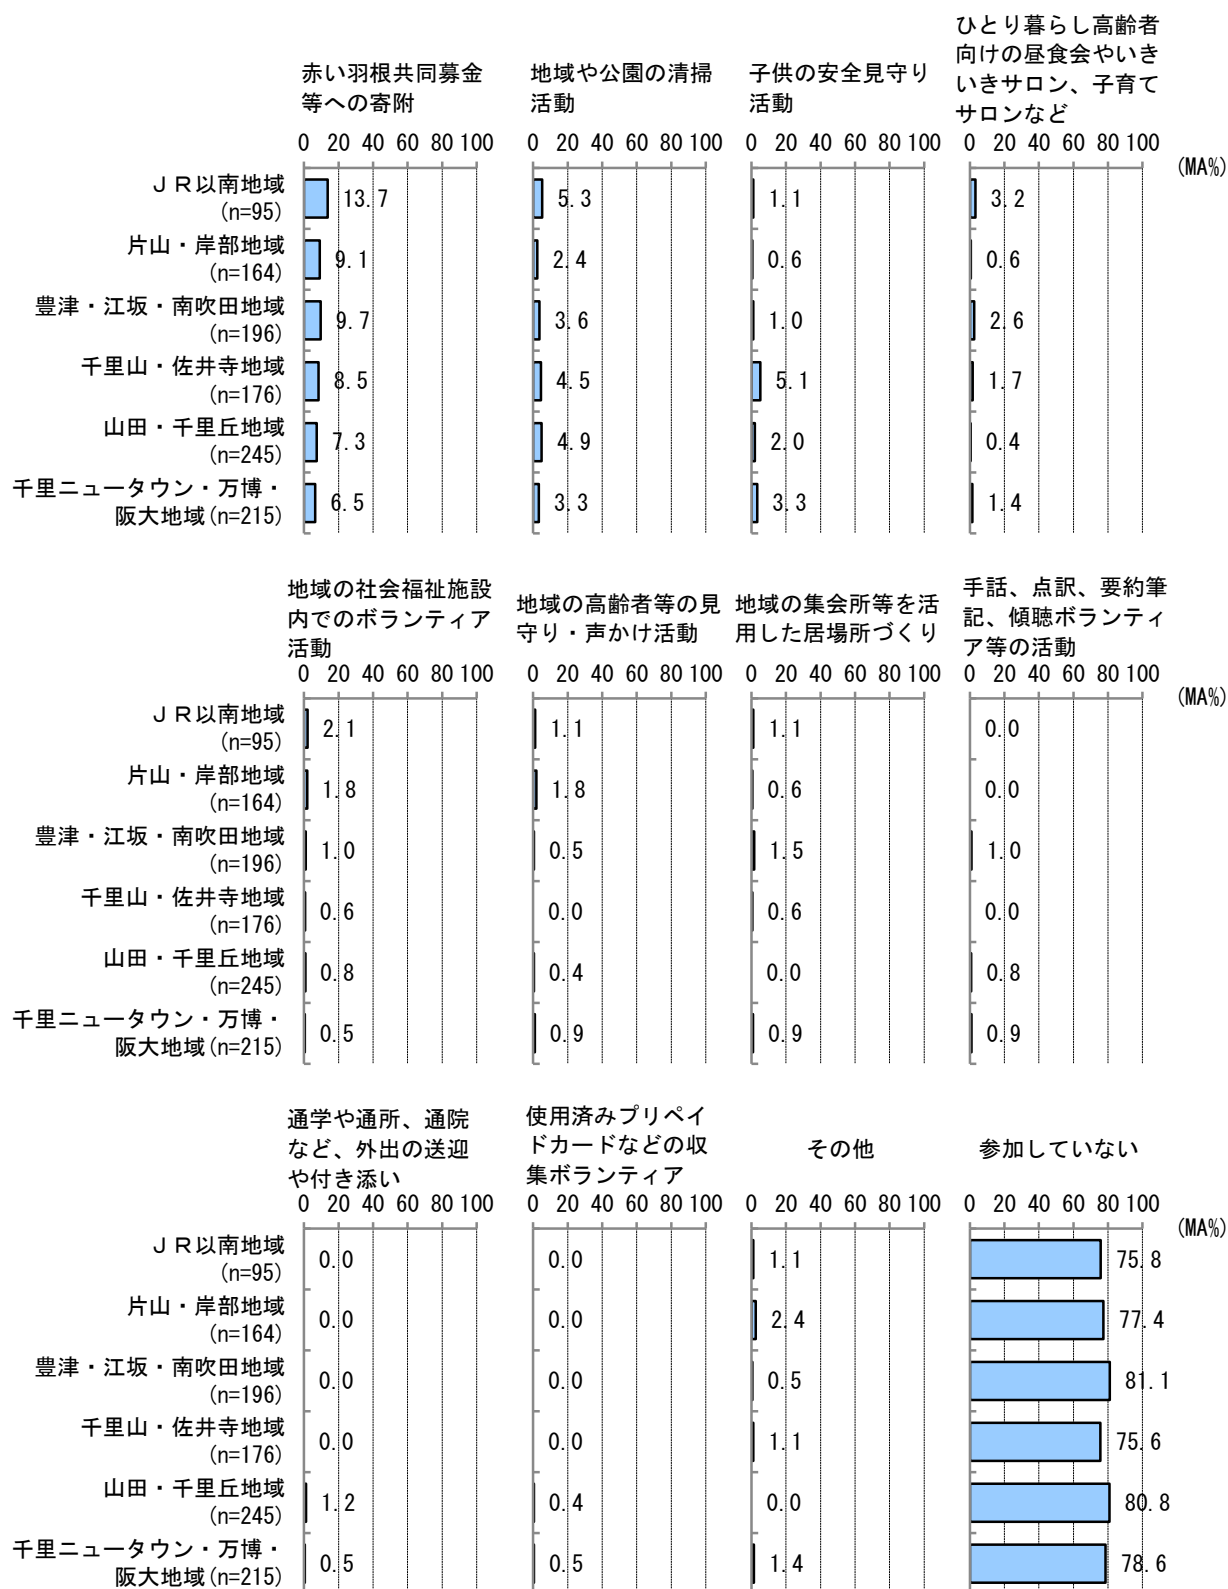 赤い羽根共同募金
等への寄附
地域や公園の清掃
活動
子供の安全見守り
活動
ひとり暮らし高齢者
向けの昼食会やいき
いきサロン、子育て
サロンなど
0 20 40 60 80 100
0 20 40 60 80 100
0 20 40 60 80 100
0 20 40 60 80 100
(MA%)
ＪＲ以南地域
(n=95)
13.7
5.3
1.1
3.2
片山・岸部地域
(n=164)
9.1
2.4
0.6
0.6
豊津・江坂・南吹田地域
(n=196)
9.7
3.6
1.0
2.6
千里山・佐井寺地域
(n=176)
8.5
4.5
5.1
1.7
山田・千里丘地域
(n=245)
7.3
4.9
2.0
0.4
千里ニュータウン・万博・
阪大地域(n=215)
6.5
3.3
3.3
1.4
地域の社会福祉施設
内でのボランティア
活動
地域の高齢者等の見
守り・声かけ活動
地域の集会所等を活
用した居場所づくり
手話、点訳、要約筆
記、傾聴ボランティ
ア等の活動
0 20 40 60 80 100
0 20 40 60 80 100
0 20 40 60 80 100
0 20 40 60 80 100
(MA%)
ＪＲ以南地域
(n=95)
2.1
1.1
1.1
0.0
片山・岸部地域
(n=164)
1.8
1.8
0.6
0.0
豊津・江坂・南吹田地域
(n=196)
1.0
0.5
1.5
1.0
千里山・佐井寺地域
(n=176)
0.6
0.0
0.6
0.0
山田・千里丘地域
(n=245)
0.8
0.4
0.0
0.8
千里ニュータウン・万博・
阪大地域(n=215)
0.5
0.9
0.9
0.9
通学や通所、通院
など、外出の送迎
や付き添い
使用済みプリペイ
ドカードなどの収
集ボランティア
その他
参加していない
0 20 40 60 80 100
0 20 40 60 80 100
0 20 40 60 80 100
0 20 40 60 80 100
(MA%)
ＪＲ以南地域
(n=95)
0.0
0.0
1.1
75.8
片山・岸部地域
(n=164)
0.0
0.0
2.4
77.4
豊津・江坂・南吹田地域
(n=196)
0.0
0.0
0.5
81.1
千里山・佐井寺地域
(n=176)
0.0
0.0
1.1
75.6
山田・千里丘地域
(n=245)
1.2
0.4
0.0
80.8
千里ニュータウン・万博・
阪大地域(n=215)
0.5
0.5
1.4
78.6